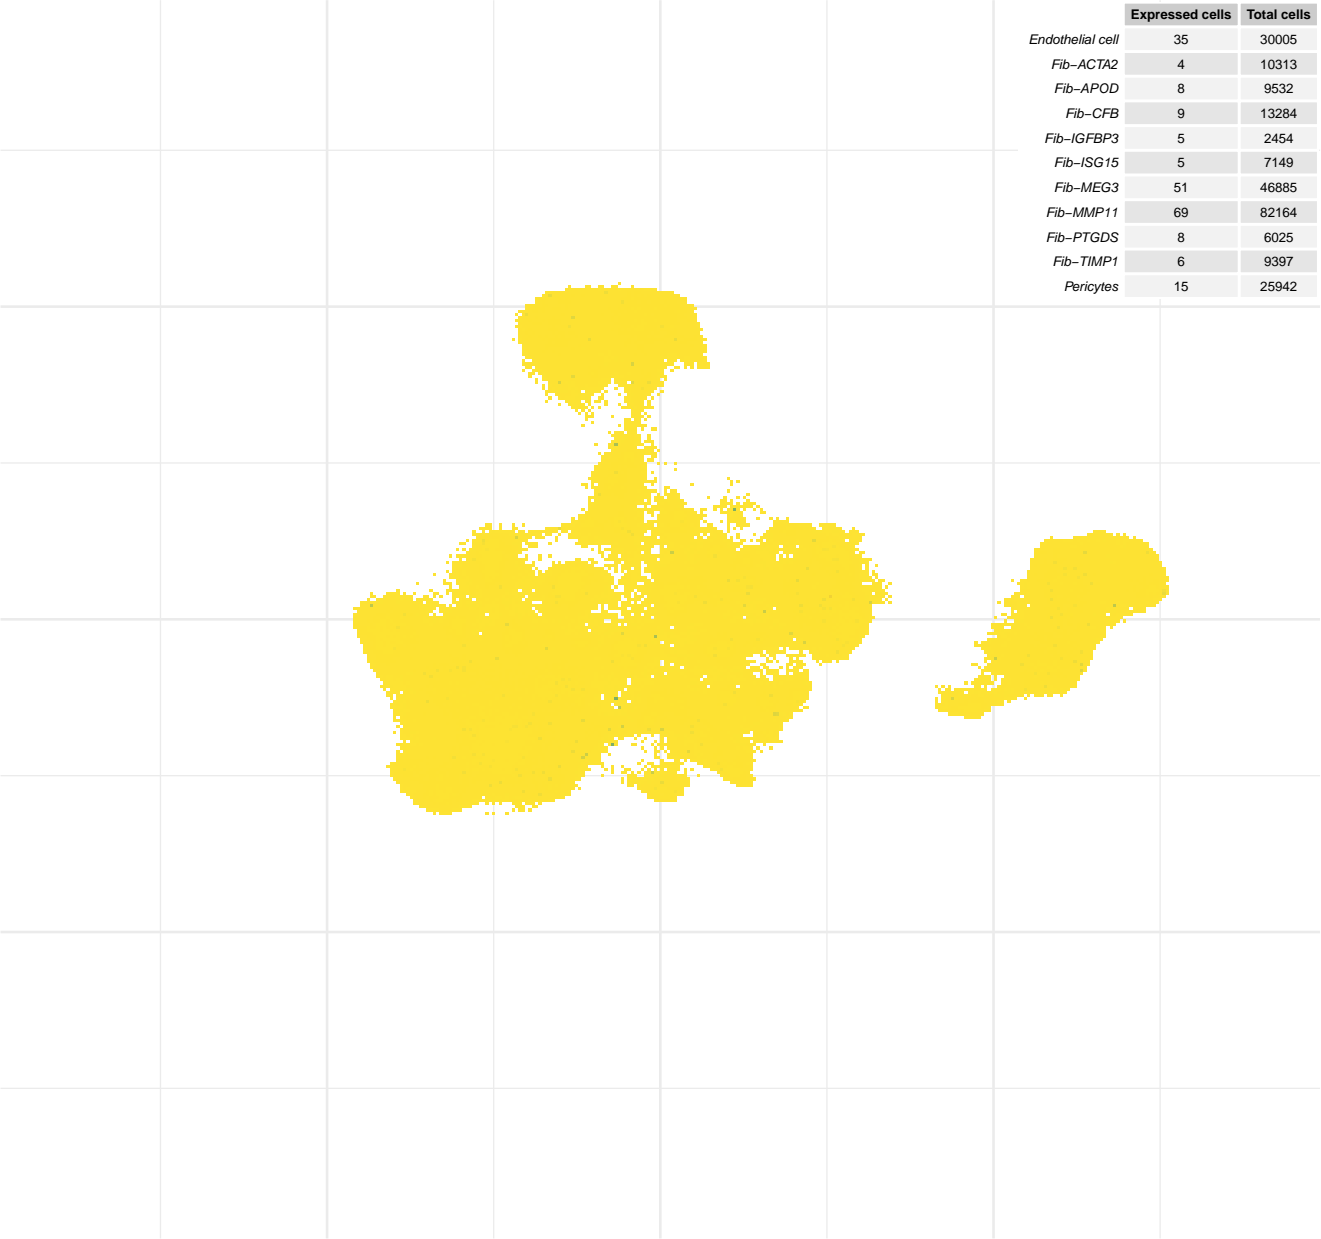 Expressed cells Total cells
Endothelial cell 35 30005
Fib−ACTA2 4 10313
Fib−APOD 8 9532
Fib−CFB 9 13284
Fib−IGFBP3 5 2454
Fib−ISG15 5 7149
Fib−MEG3 51 46885
Fib−MMP11 69 82164
Fib−PTGDS 8 6025
Fib−TIMP1 6 9397
Pericytes 15 25942